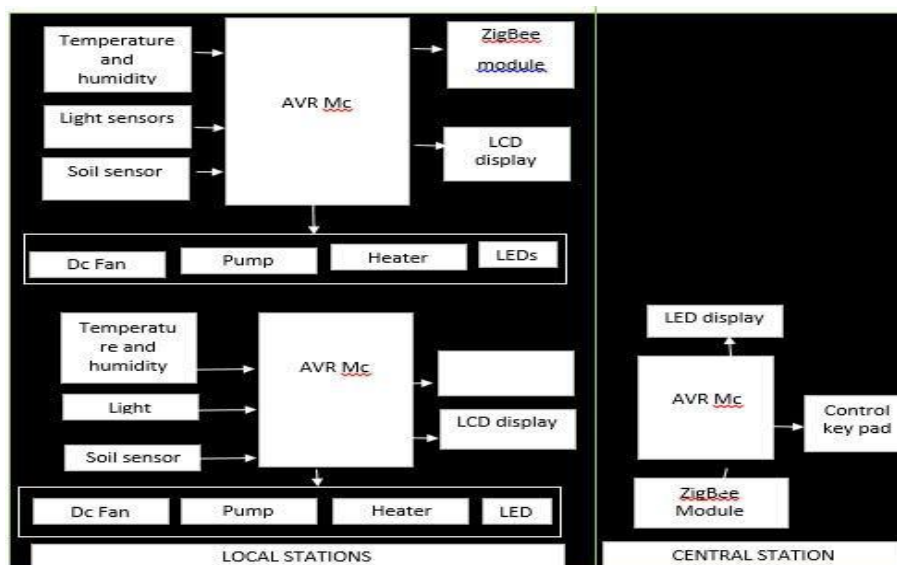 Temperature
and
humidity
Light sensors
Soil sensor
AVR Mc
ZigBee
module
LCD
display
Dc Fan
Pump
Heater
LEDs
Temperatu
re and
humidity
Light
Soil sensor
AVR Mc
LCD display
Dc Fan
Pump
Heater
LED
LOCAL STATIONS
LED display
AVR Mc
Control
key pad
ZigBee
Module
CENTRAL STATION